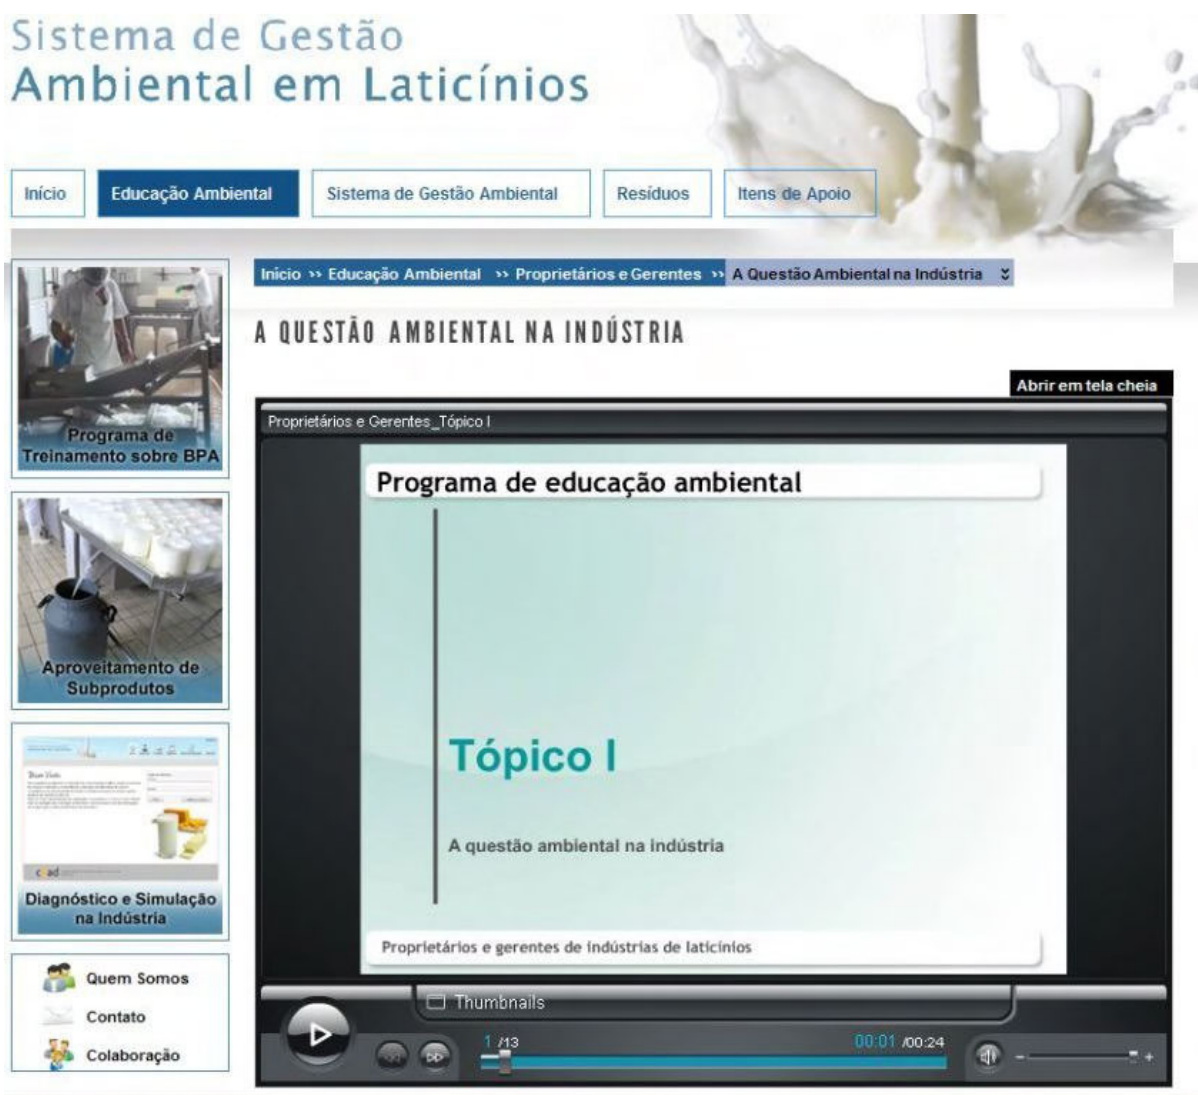 Sistema de Gestão
Ambiental em Laticínios
Início
Educação Ambiental
Sistema de Gestão Ambiental
Resíduos
Itens de Apoio
Início ›› Educação Ambiental ›› Proprietários e Gerentes ›› A Questão Ambiental na Indústria
A QUESTÃO AMBIENTAL NA INDÚSTRIA
Abrir em tela cheia
Programa de
Treinamento sobre BPA
Aproveitamento de
Subprodutos
Diagnóstico e Simulação
na Indústria
Quem Somos
Contato
Colaboração
Proprietários e Gerentes_Tópico I
Programa de educação ambiental
Tópico I
A questão ambiental na indústria
Proprietários e gerentes de indústrias de laticínios
Thumbnails
1 /13
00:01 /00:24